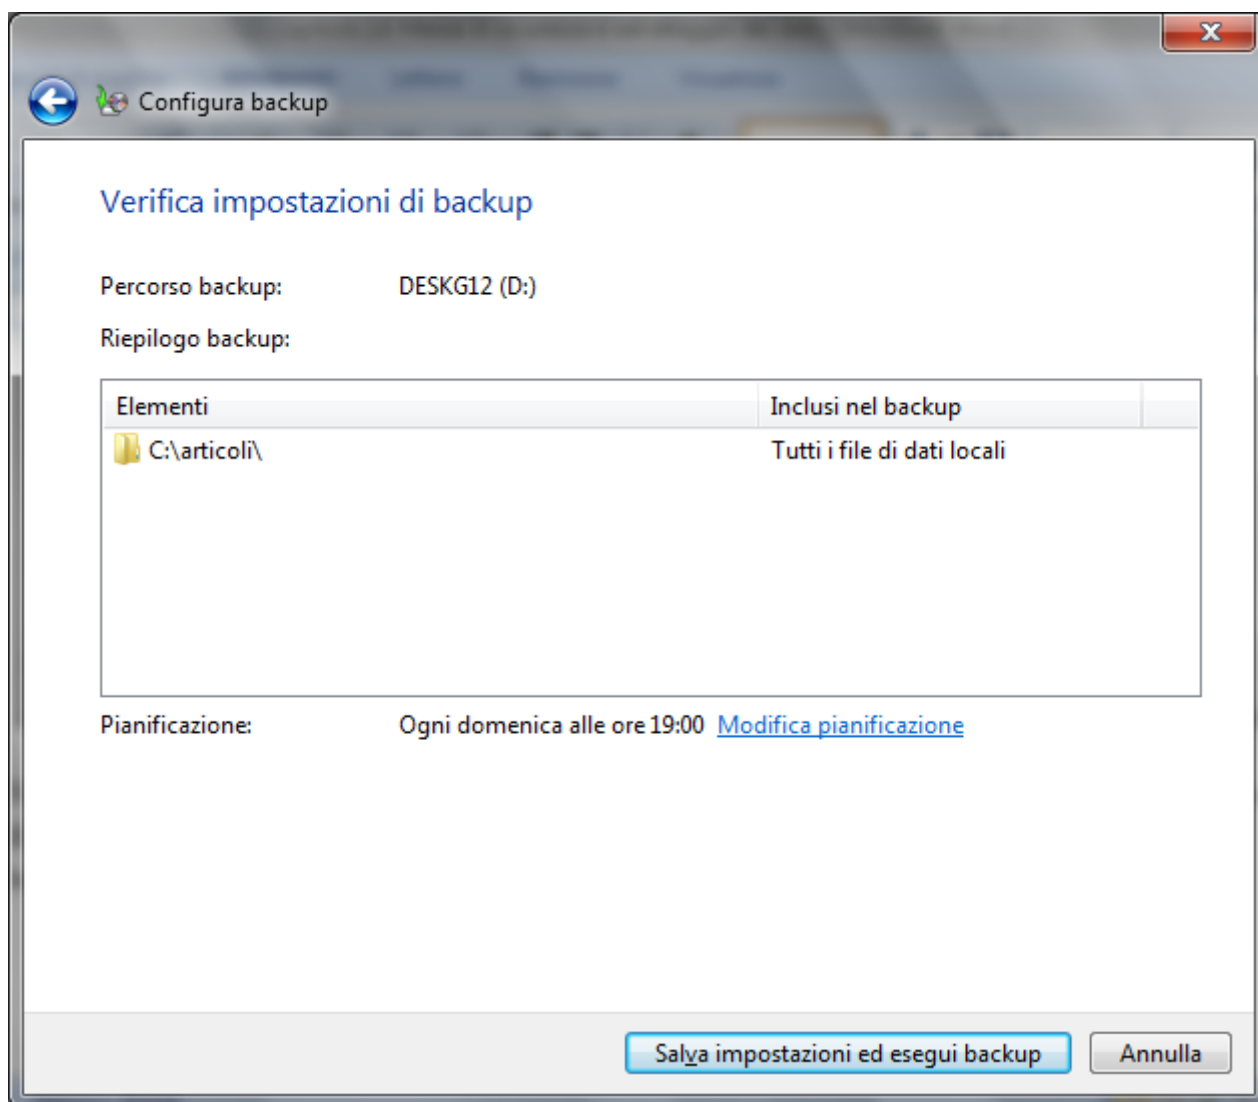 Configura backup
Verifica impostazioni di backup
Percorso backup: DESKG12 (D:)
Riepilogo backup:
Elementi Inclusi nel backup
C:\articoli\ Tutti i file di dati locali
Pianificazione: Ogni domenica alle ore 19:00 Modifica pianificazione
Salva impostazioni ed esegui backup Annulla